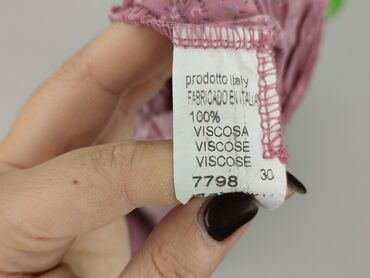 prodotto Italy
FABRICADO EN ITALIA
100%
VISCOSA
VISCOSE
VISCOSE
7798 30